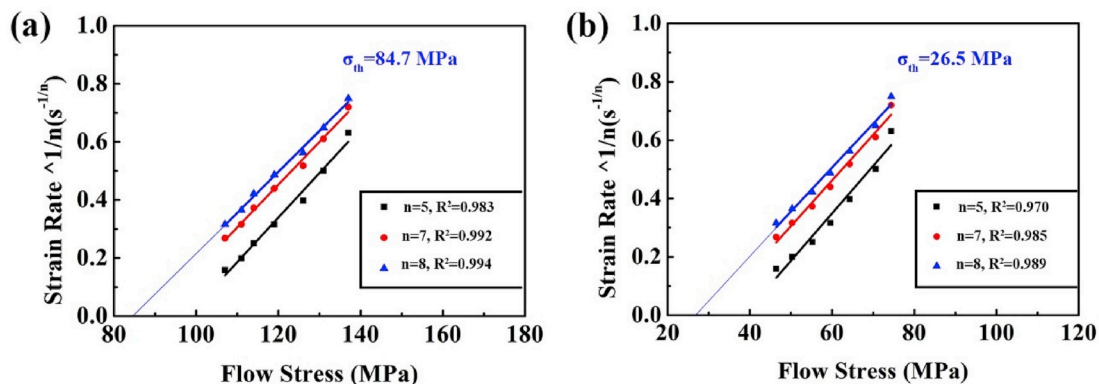 (a)
σth=84.7 MPa
Strain Rate ^1/n(s^-1/n)
1.0
0.8
0.6
0.4
0.2
0.0
n=5, R²=0.983
n=7, R²=0.992
n=8, R²=0.994
80 100 120 140 160 180
Flow Stress (MPa)
(b)
σth=26.5 MPa
Strain Rate ^1/n(s^-1/n)
1.0
0.8
0.6
0.4
0.2
0.0
n=5, R²=0.970
n=7, R²=0.985
n=8, R²=0.989
20 40 60 80 100 120
Flow Stress (MPa)